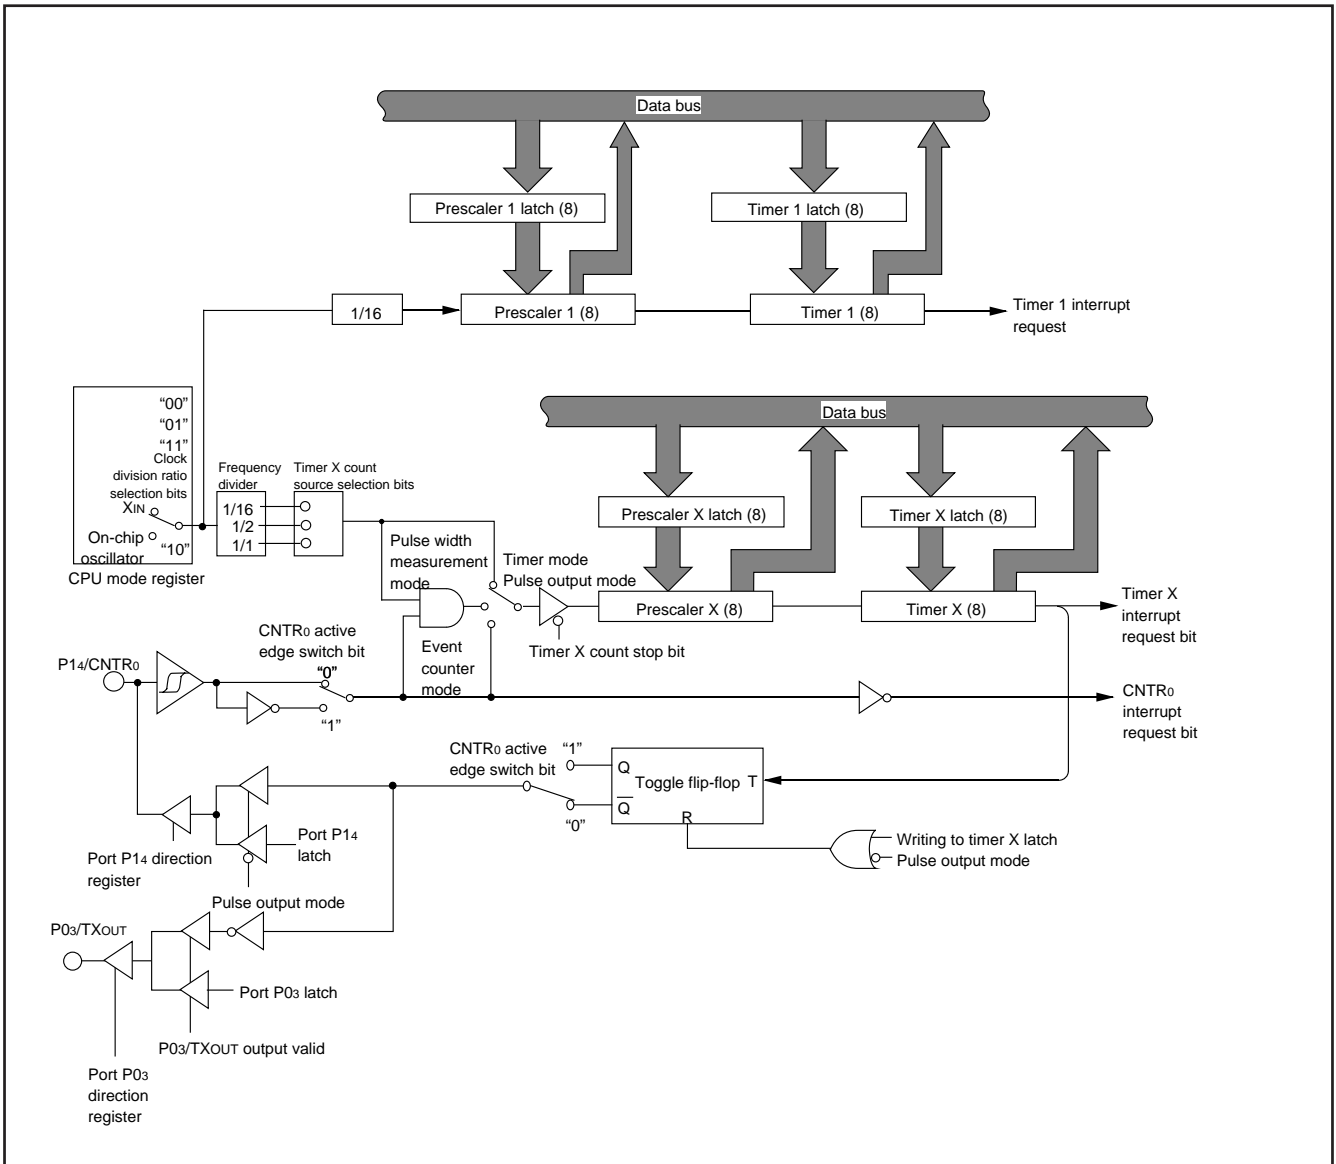 Data bus
Prescaler 1 latch (8)
Timer 1 latch (8)
1/16
Prescaler 1 (8)
Timer 1 (8)
Timer 1 interrupt
request
“00”
“01”
“11”
Clock
division ratio
selection bits
XIN
On-chip
oscillator
“10”
CPU mode register
Frequency
divider
1/16
1/2
1/1
Timer X count
source selection bits
Data bus
Prescaler X latch (8)
Timer X latch (8)
Pulse width
measurement
mode
Timer mode
Pulse output mode
Prescaler X (8)
Timer X (8)
Timer X
interrupt
request bit
Timer X count stop bit
Event
counter
mode
CNTR0 active
edge switch bit
“0”
“1”
P14/CNTR0
CNTR0
interrupt
request bit
CNTR0 active
edge switch bit
“1”
“0”
Q
Toggle flip-flop
T
Q
R
Writing to timer X latch
Pulse output mode
Port P14
latch
Port P14 direction
register
Pulse output mode
P03/TXOUT
Port P03 latch
P03/TXOUT output valid
Port P03
direction
register